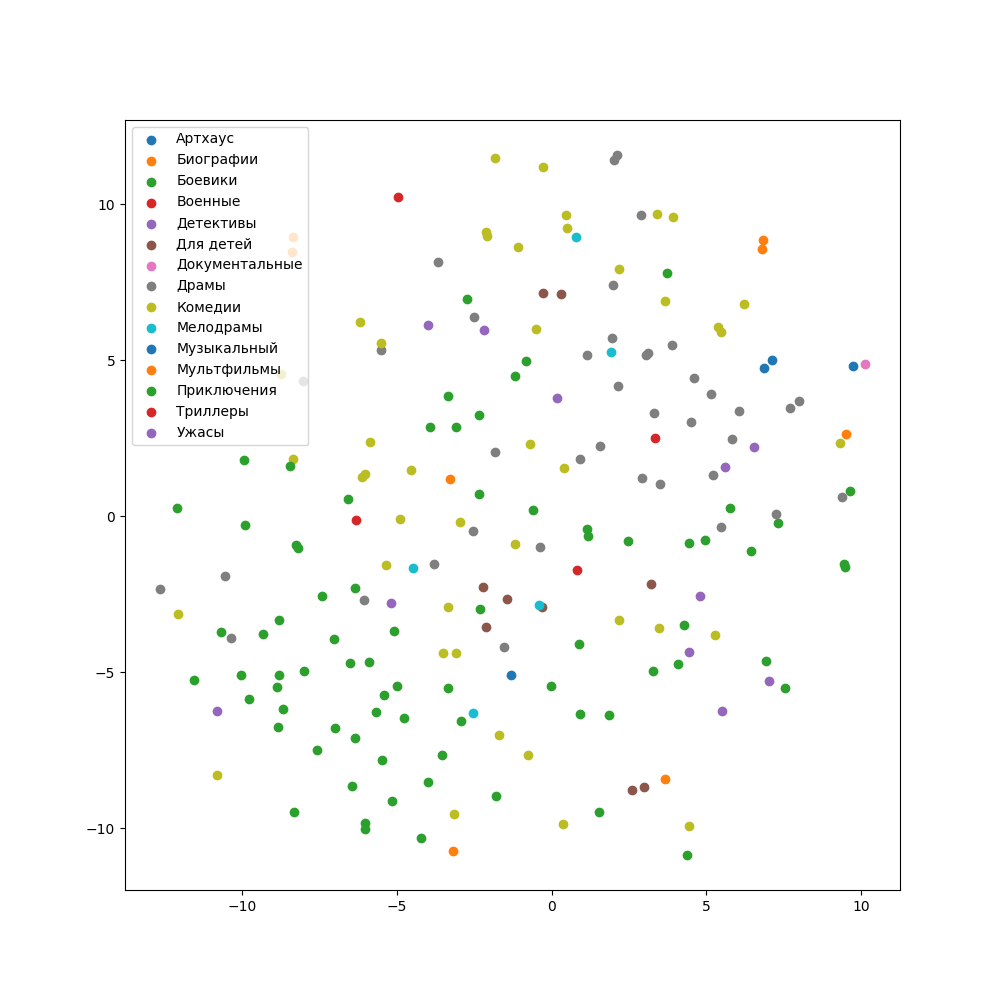 Артхаус
Биографии
Боевики
Военные
Детективы
Для детей
Документальные
Драмы
Комедии
Мелодрамы
Музыкальный
Мультфильмы
Приключения
Триллеры
Ужасы
10
5
0
−5
−10
−10 −5 0 5 10